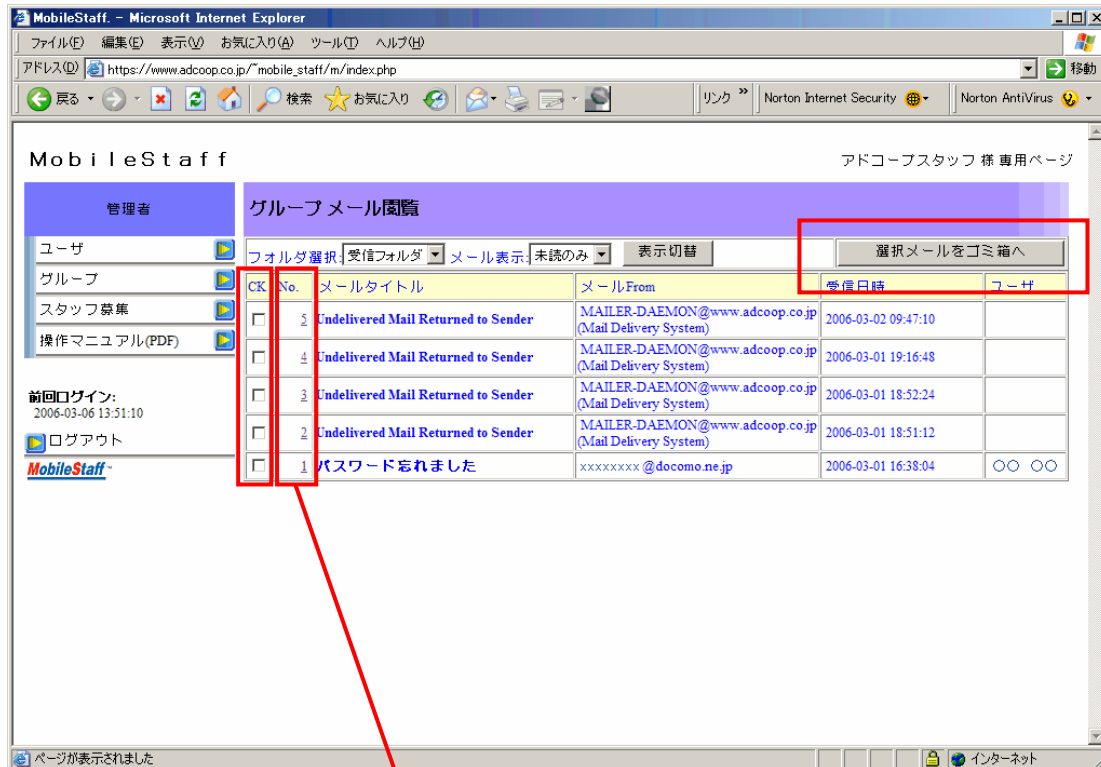 MobileStaff. - Microsoft Internet Explorer
ファイル(F) 編集(E) 表示(V) お気に入り(A) ツール(T) ヘルプ(H)
アドレス(D) https://www.adcoop.co.jp/~mobile_staff/m/index.php 移動
戻る 検索 お気に入り リンク » Norton Internet Security Norton AntiVirus
MobileStaff
アドコープスタッフ 様 専用ページ
管理者
グループ メール閲覧
ユーザ
グループ
スタッフ募集
操作マニュアル(PDF)
前回ログイン:
2006-03-06 13:51:10
ログアウト
MobileStaff
フォルダ選択: 受信フォルダ メール表示: 未読のみ 表示切替 選択メールをゴミ箱へ
CK No. メールタイトル メールFrom 受信日時 ユーザ
5 Undelivered Mail Returned to Sender MAILER-DAEMON@www.adcoop.co.jp 2006-03-02 09:47:10
(Mail Delivery System)
4 Undelivered Mail Returned to Sender MAILER-DAEMON@www.adcoop.co.jp 2006-03-01 19:16:48
(Mail Delivery System)
3 Undelivered Mail Returned to Sender MAILER-DAEMON@www.adcoop.co.jp 2006-03-01 18:52:24
(Mail Delivery System)
2 Undelivered Mail Returned to Sender MAILER-DAEMON@www.adcoop.co.jp 2006-03-01 18:51:12
(Mail Delivery System)
1 パスワード忘れました xxxxxxxx @docomo.ne.jp 2006-03-01 16:38:04 ○○ ○○
ページが表示されました インターネット